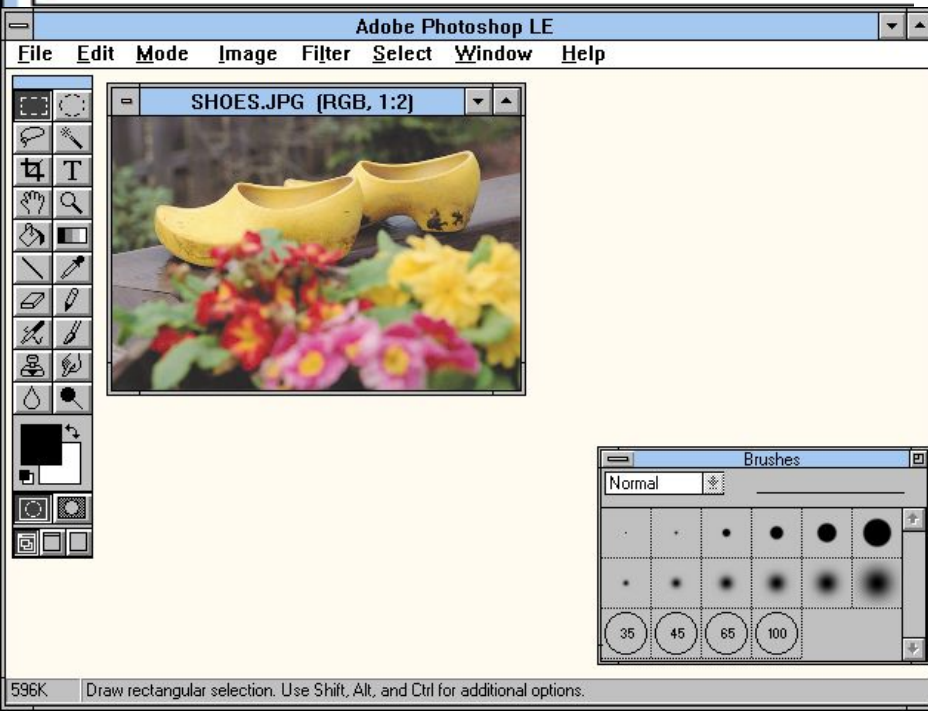 Adobe Photoshop LE
File Edit Mode Image Filter Select Window Help
SHOES.JPG (RGB, 1:2)
T
Brushes
Normal
35 45 65 100
596K Draw rectangular selection. Use Shift, Alt, and Ctrl for additional options.